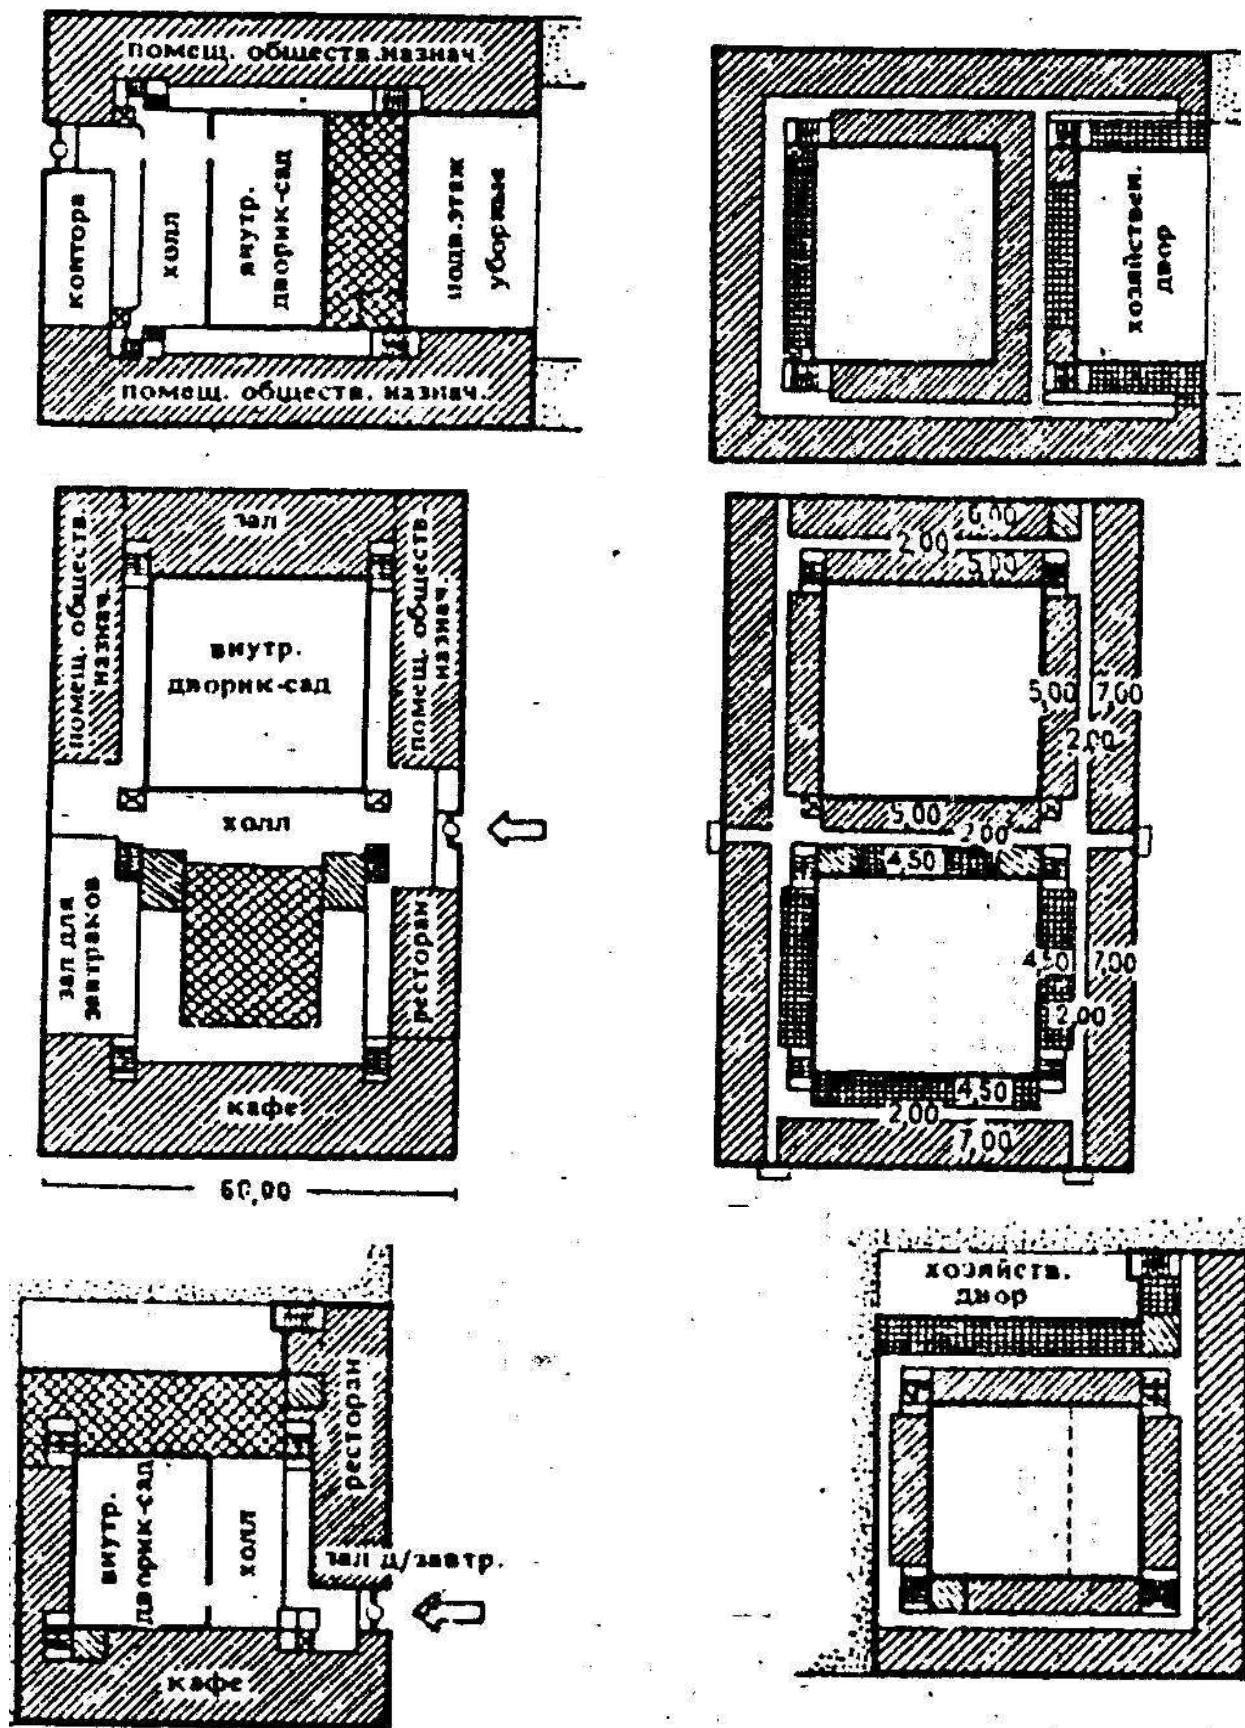 помещ. обществ.назнач.
контора
холл
внутр.
дворик-сад
подв.этаж
уборные
помещ. обществ. назнач.
хозяйствен.
двор
помещ. обществ.
назнач.
зал
помещ. обществ.
назнач.
внутр.
дворик-сад
холл
зал для
завтраков
ресторан
кафе
60,00
6,00
2,00
5,00
5,00
7,00
2,00
5,00
2,00
4,50
4,50
7,00
2,00
4,50
2,00
7,00
ресторан
внутр.
дворик-сад
холл
зал д/завтр.
кафе
хозяйств.
двор